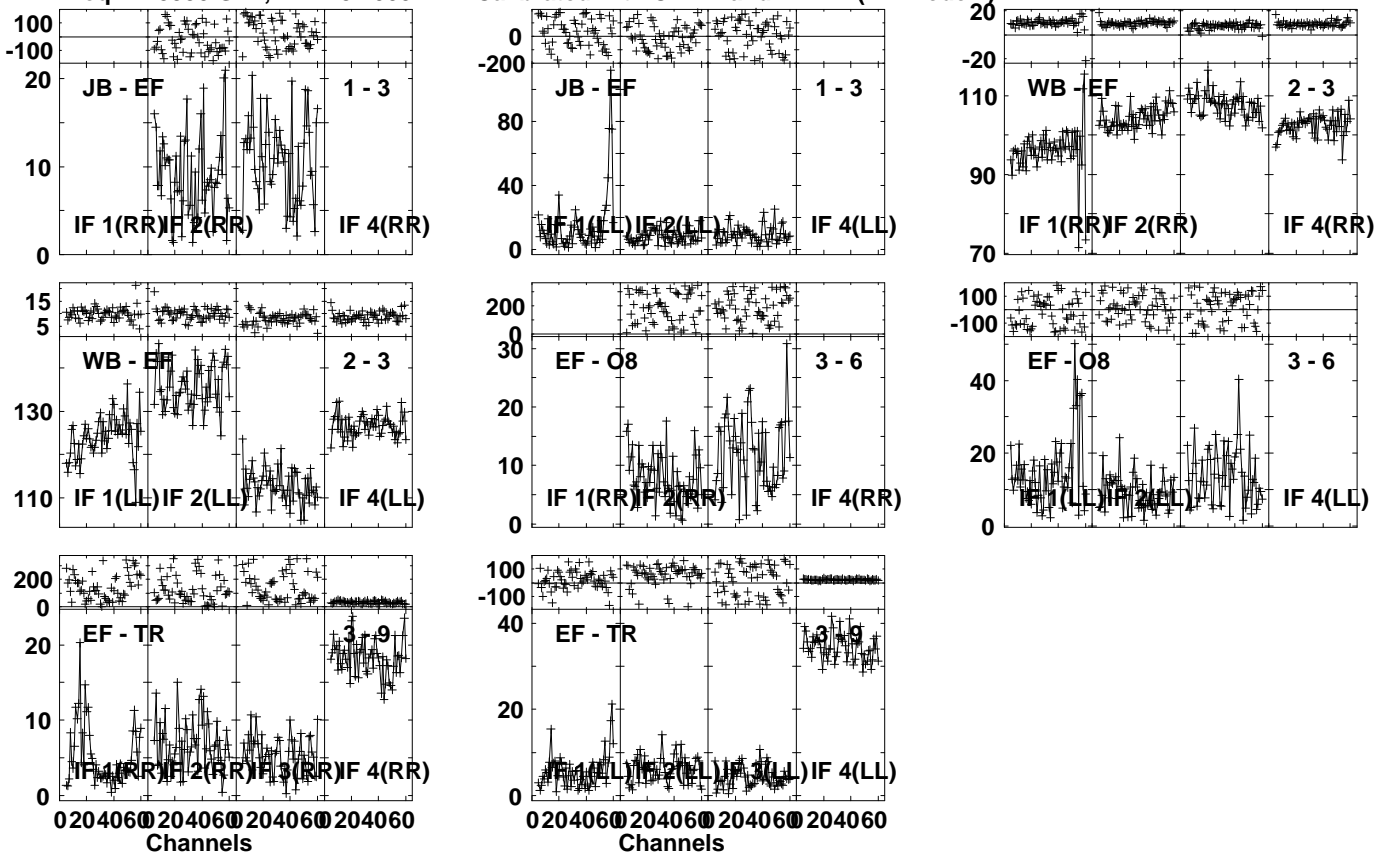 100
-100
JB - EF
1 - 3
20
10
0
IF 1(RR)
IF 2(RR)
IF 4(RR)
0
-200
JB - EF
1 - 3
80
40
0
IF 1(LL)
IF 2(LL)
IF 4(LL)
20
-20
WB - EF
2 - 3
110
90
70
IF 1(RR)
IF 2(RR)
IF 4(RR)
15
5
WB - EF
2 - 3
130
110
IF 1(LL)
IF 2(LL)
IF 4(LL)
200
0
EF - O8
3 - 6
30
20
10
0
IF 1(RR)
IF 2(RR)
IF 4(RR)
100
-100
EF - O8
3 - 6
40
20
0
IF 1(LL)
IF 2(LL)
IF 4(LL)
200
0
EF - TR
3 - 9
20
10
0
IF 1(RR)
IF 2(RR)
IF 3(RR)
IF 4(RR)
0 20 40 60 0 20 40 60 0 20 40 60 0 20 40 60
Channels
100
-100
EF - TR
3 - 9
40
20
0
IF 1(LL)
IF 2(LL)
IF 3(LL)
IF 4(LL)
0 20 40 60 0 20 40 60 0 20 40 60 0 20 40 60
Channels